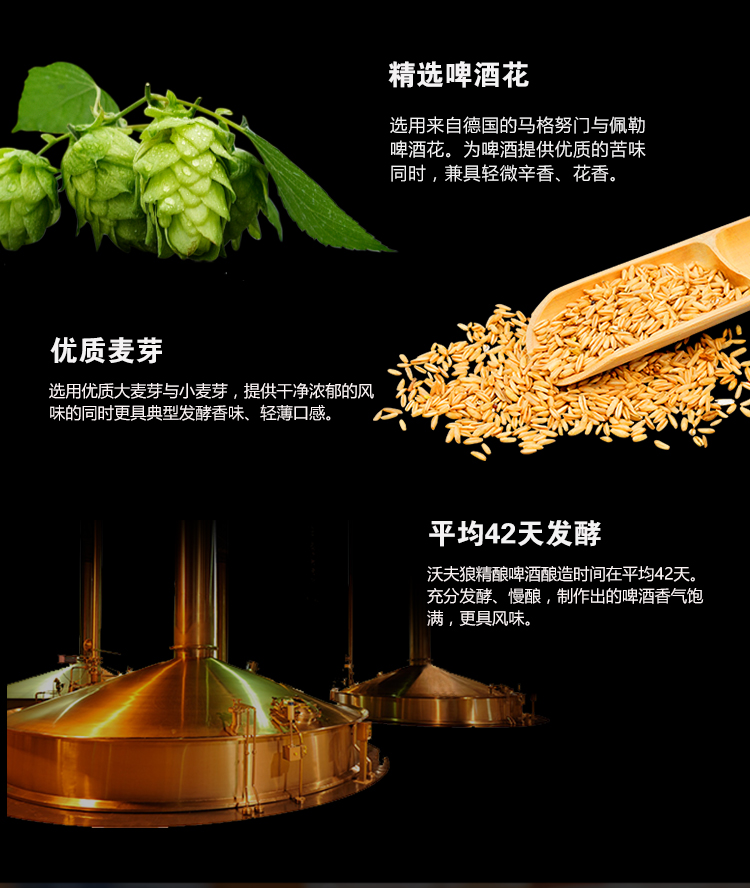 精选啤酒花
选用来自德国的马格努门与佩勒
啤酒花。为啤酒提供优质的苦味
同时，兼具轻微辛香、花香。
优质麦芽
选用优质大麦芽与小麦芽，提供干净浓郁的风
味的同时更具典型发酵香味、轻薄口感。
平均42天发酵
沃夫狼精酿啤酒酿造时间在平均42天。
充分发酵、慢酿，制作出的啤酒香气饱
满，更具风味。